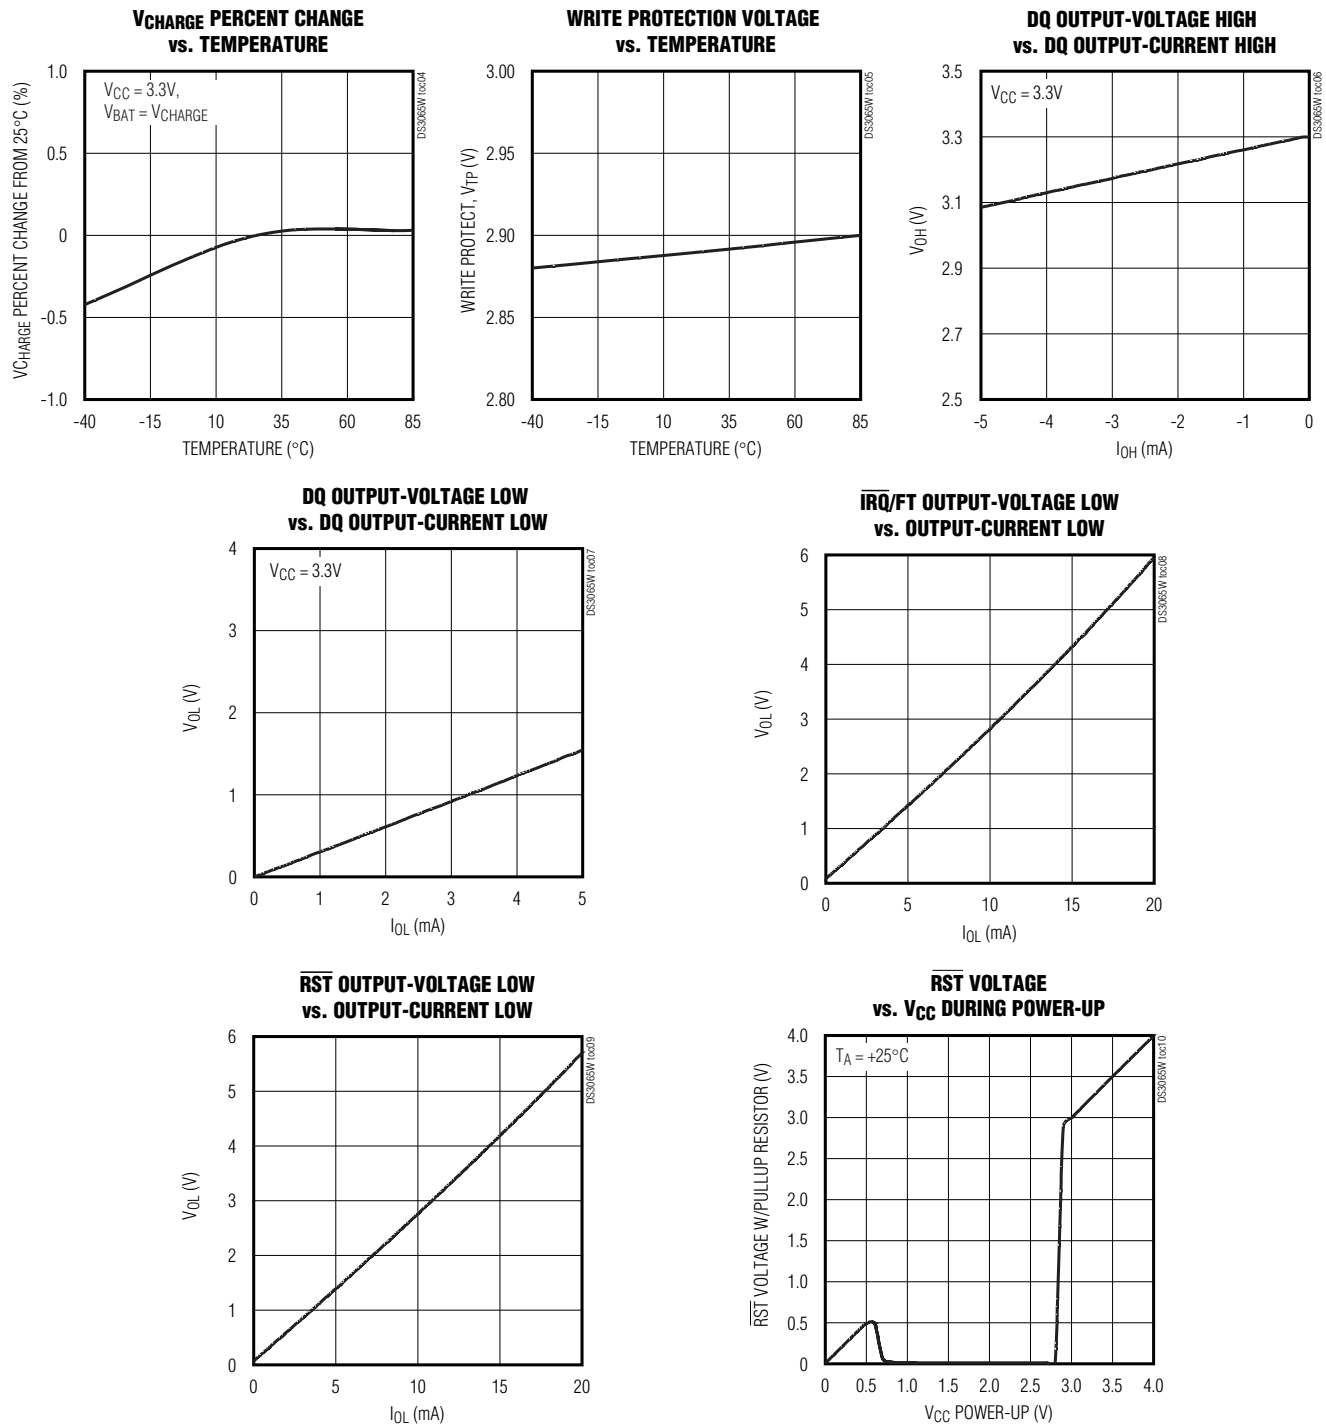 VCHARGE PERCENT CHANGE
vs. TEMPERATURE
VCC = 3.3V,
VBAT = VCHARGE
DS3065W toc04
VCHARGE PERCENT CHANGE FROM 25°C (%)
1.0
0.5
0
-0.5
-1.0
-40 -15 10 35 60 85
TEMPERATURE (°C)
WRITE PROTECTION VOLTAGE
vs. TEMPERATURE
DS3065W toc05
WRITE PROTECT, VTP (V)
3.00
2.95
2.90
2.85
2.80
-40 -15 10 35 60 85
TEMPERATURE (°C)
DQ OUTPUT-VOLTAGE HIGH
vs. DQ OUTPUT-CURRENT HIGH
VCC = 3.3V
DS3065W toc06
VOH (V)
3.5
3.3
3.1
2.9
2.7
2.5
-5 -4 -3 -2 -1 0
IOH (mA)
DQ OUTPUT-VOLTAGE LOW
vs. DQ OUTPUT-CURRENT LOW
VCC = 3.3V
DS3065W toc07
VOL (V)
4
3
2
1
0
0 1 2 3 4 5
IOL (mA)
IRQ/FT OUTPUT-VOLTAGE LOW
vs. OUTPUT-CURRENT LOW
DS3065W toc08
VOL (V)
6
5
4
3
2
1
0
0 5 10 15 20
IOL (mA)
RST OUTPUT-VOLTAGE LOW
vs. OUTPUT-CURRENT LOW
DS3065W toc09
VOL (V)
6
5
4
3
2
1
0
0 5 10 15 20
IOL (mA)
RST VOLTAGE
vs. VCC DURING POWER-UP
TA = +25°C
DS3065W toc10
RST VOLTAGE W/PULLUP RESISTOR (V)
4.0
3.5
3.0
2.5
2.0
1.5
1.0
0.5
0
0 0.5 1.0 1.5 2.0 2.5 3.0 3.5 4.0
VCC POWER-UP (V)